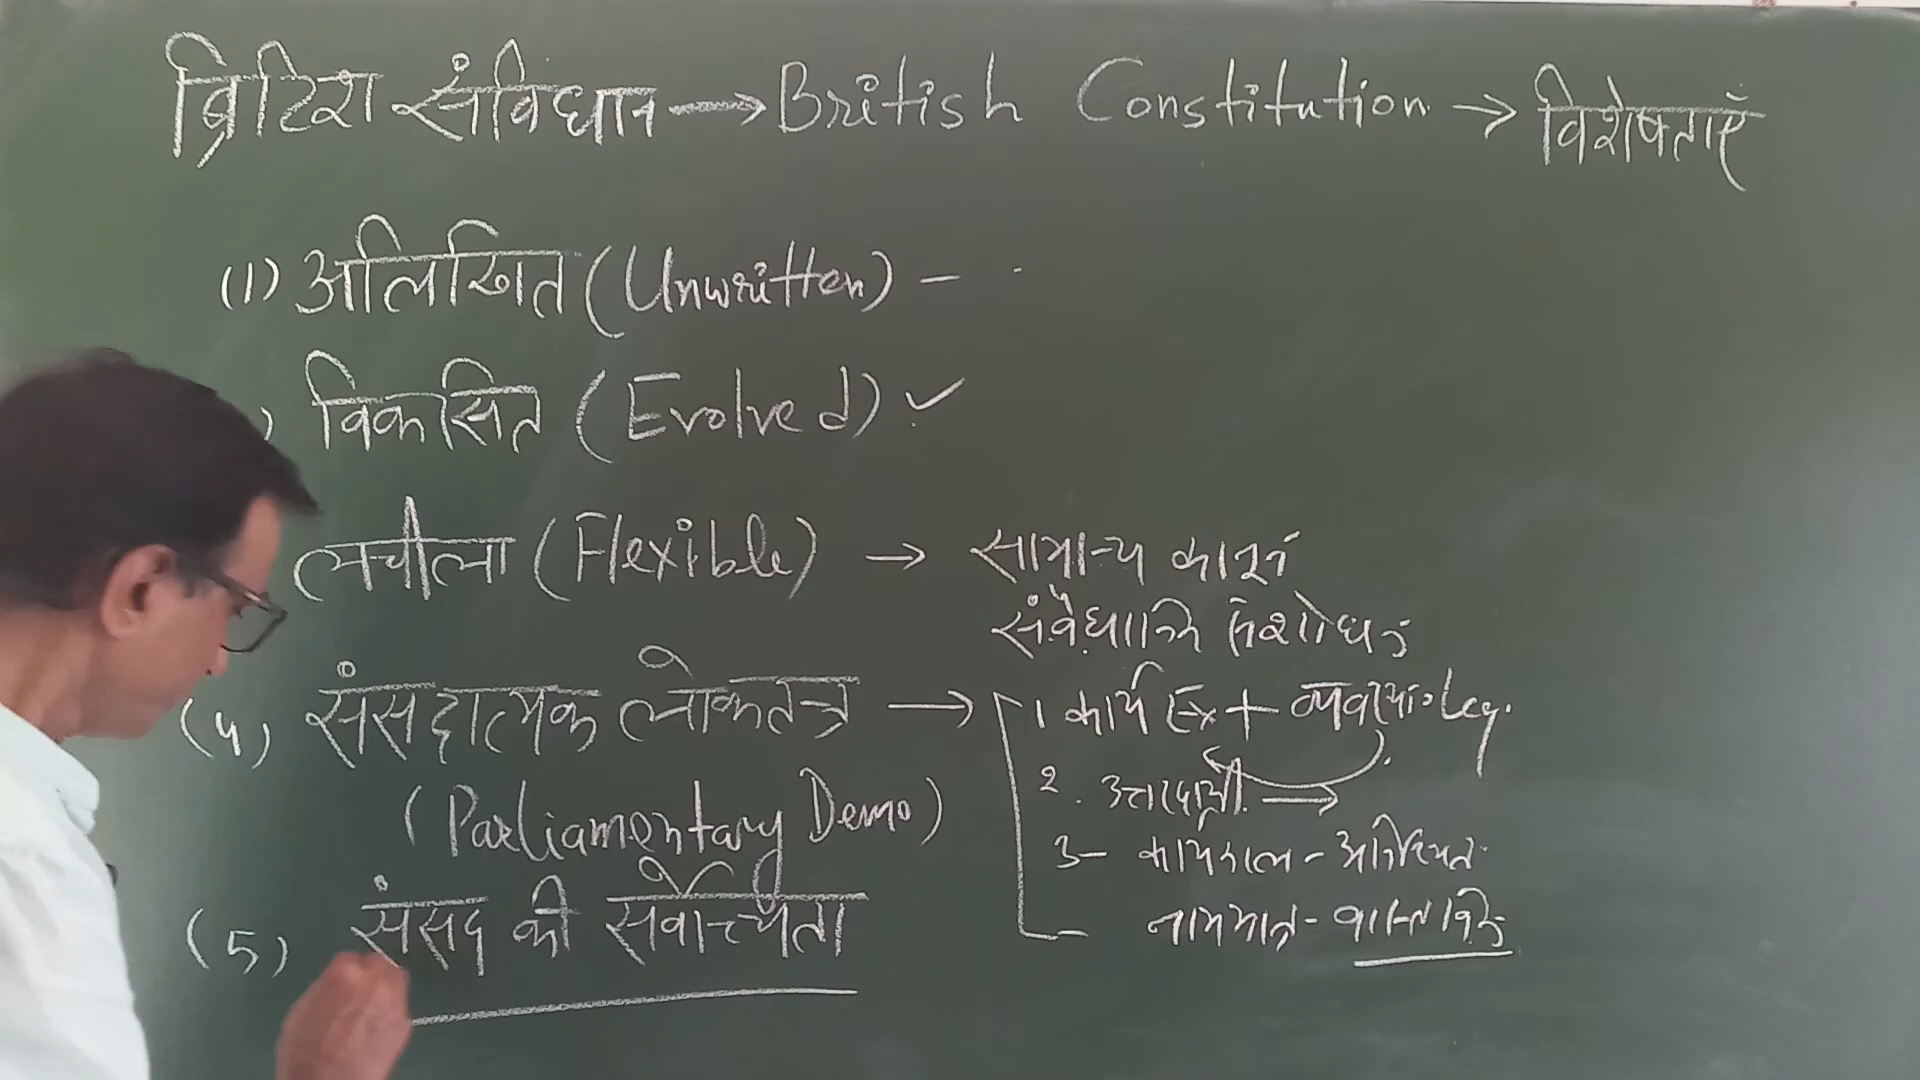 ब्रिटिश संविधान → British Constitution → विशेषताएँ
(1) अलिखित (Unwritten) –
) विकसित (Evolved) ✓
लचीला (Flexible) → सामान्य कानून
संवैधानि संशोधन
(4) संसदात्मक लोकतन्त्र → 1 कार्य Ex + व्यवस्था Leg.
(Parliamentary Demo)
2. उत्तरदायी →
3– कार्यकाल – अनिश्चित
(5) संसद की सर्वोच्चता
नाममात्र – वास्तविक